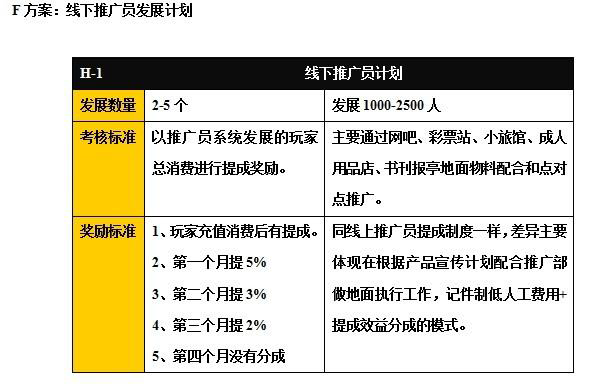 F 方案：线下推广员发展计划
H-1 线下推广员计划
发展数量 2-5 个 发展 1000-2500 人
考核标准 以推广员系统发展的玩家 主要通过网吧、彩票站、小旅馆、成人
总消费进行提成奖励。 用品店、书刊报亭地面物料配合和点对
点推广。
奖励标准 1、玩家充值消费后有提成。 同线上推广员提成制度一样，差异主要
2、第一个月提 5% 体现在根据产品宣传计划配合推广部
3、第二个月提 3% 做地面执行工作，记件制低人工费用+
4、第三个月提 2% 提成效益分成的模式。
5、第四个月没有分成